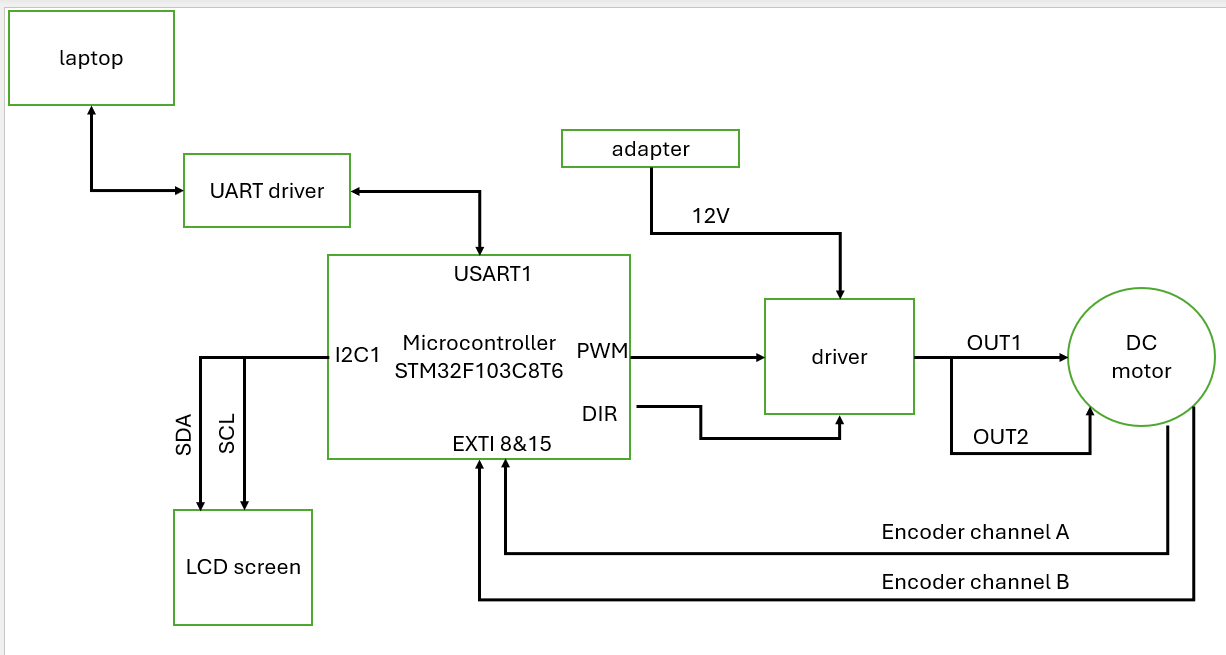 laptop
adapter
UART driver
12V
USART1
I2C1
Microcontroller
STM32F103C8T6
PWM
driver
OUT1
DC
motor
DIR
SDA
SCL
EXTI 8&15
OUT2
Encoder channel A
LCD screen
Encoder channel B